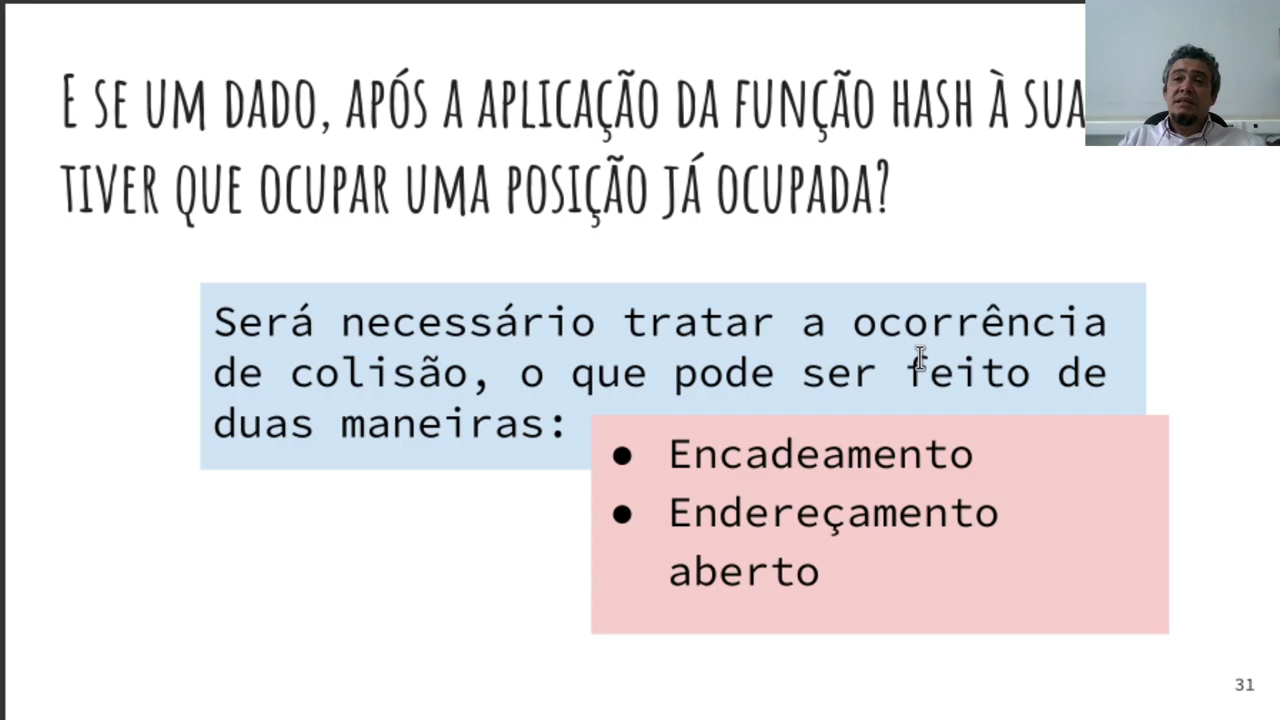 E SE UM DADO, APÓS A APLICAÇÃO DA FUNÇÃO HASH À SUA
TIVER QUE OCUPAR UMA POSIÇÃO JÁ OCUPADA?
Será necessário tratar a ocorrência
de colisão, o que pode ser feito de
duas maneiras:
● Encadeamento
● Endereçamento
aberto
31